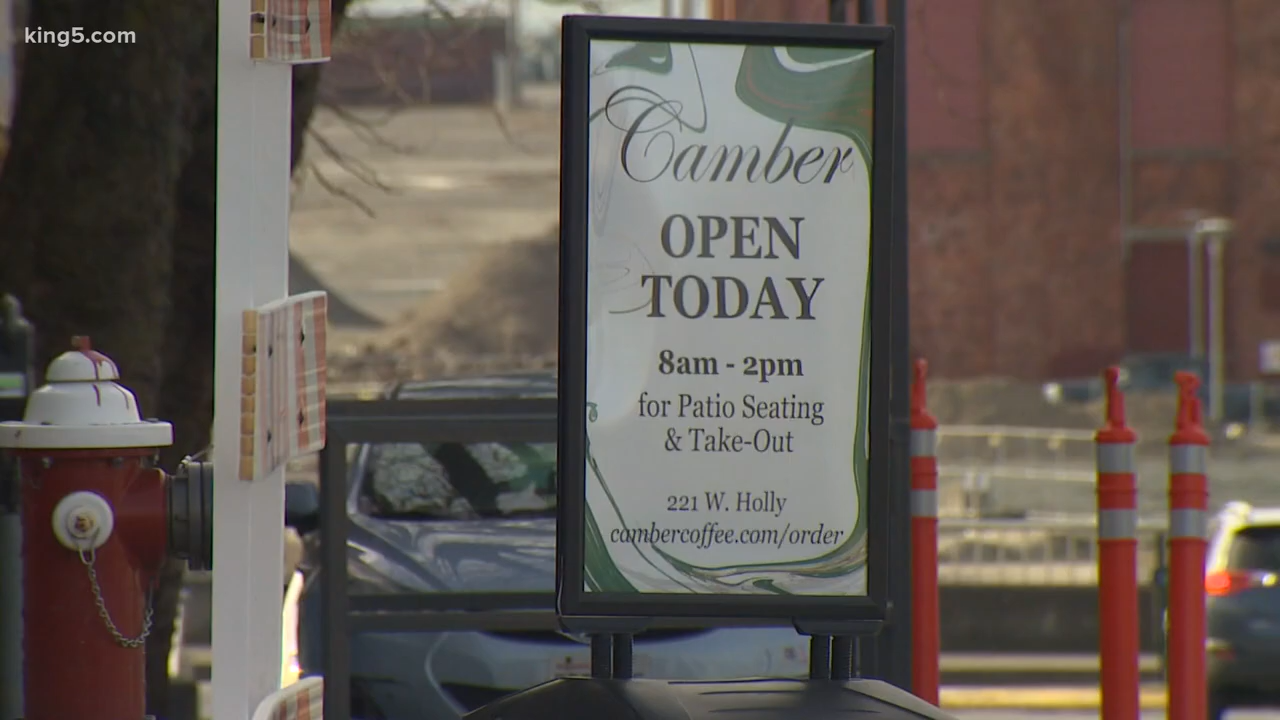 king5.com
Camber
OPEN
TODAY
8am - 2pm
for Patio Seating
& Take-Out
221 W. Holly
cambercoffee.com/order